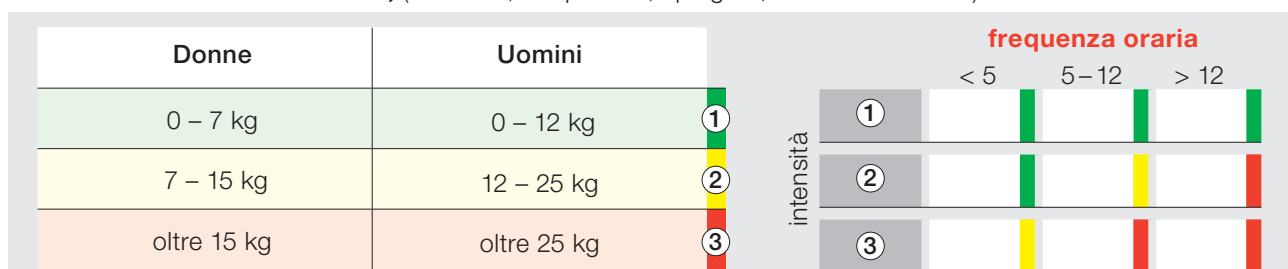 Donne Uomini
0 – 7 kg 0 – 12 kg 1
7 – 15 kg 12 – 25 kg 2
oltre 15 kg oltre 25 kg 3
frequenza oraria
< 5 5–12 > 12
intensità
1
2
3